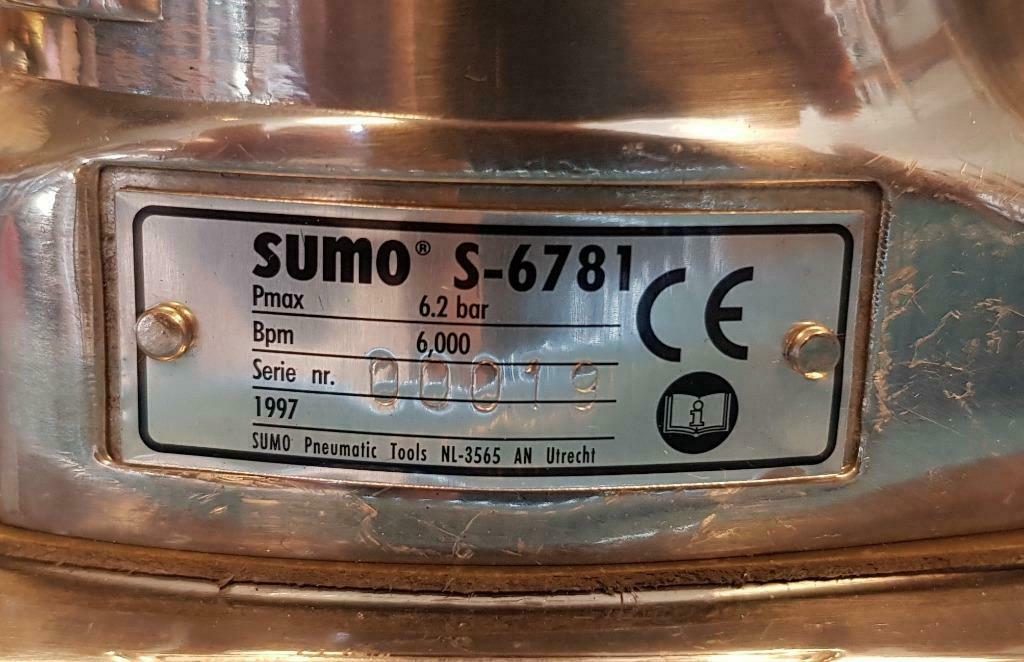 SUMO® S-6781
Pmax 6.2 bar
Bpm 6,000
Serie nr. 00019
1997
SUMO Pneumatic Tools NL-3565 AN Utrecht
CE
i